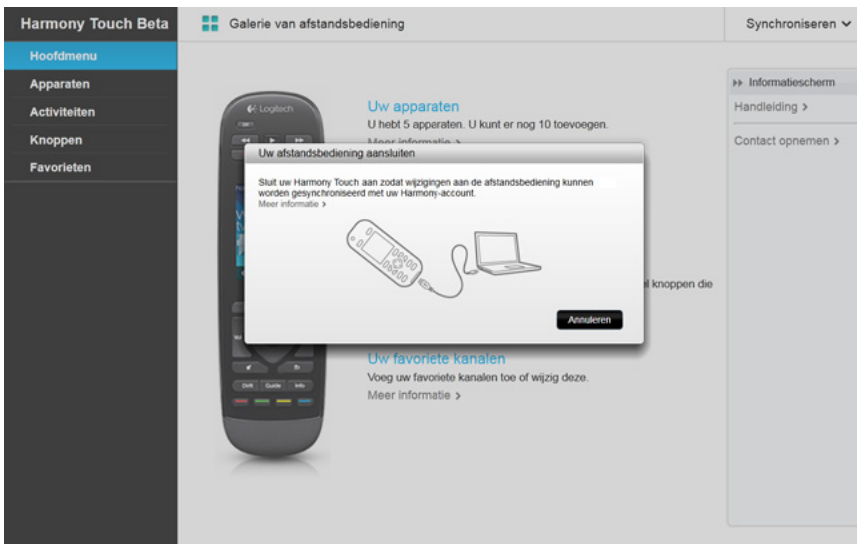 Harmony Touch Beta
Galerie van afstandsbediening
Synchroniseren
Hoofdmenu
Apparaten
Activiteiten
Knoppen
Favorieten
Logitech
Uw apparaten
U hebt 5 apparaten. U kunt er nog 10 toevoegen.
Meer informatie >
Uw afstandsbediening aansluiten
Sluit uw Harmony Touch aan zodat wijzigingen aan de afstandsbediening kunnen
worden gesynchroniseerd met uw Harmony-account.
Meer informatie >
Annuleren
knoppen die
Uw favoriete kanalen
Voeg uw favoriete kanalen toe of wijzig deze.
Meer informatie >
DVR Guide Info
Informatiescherm
Handleiding >
Contact opnemen >